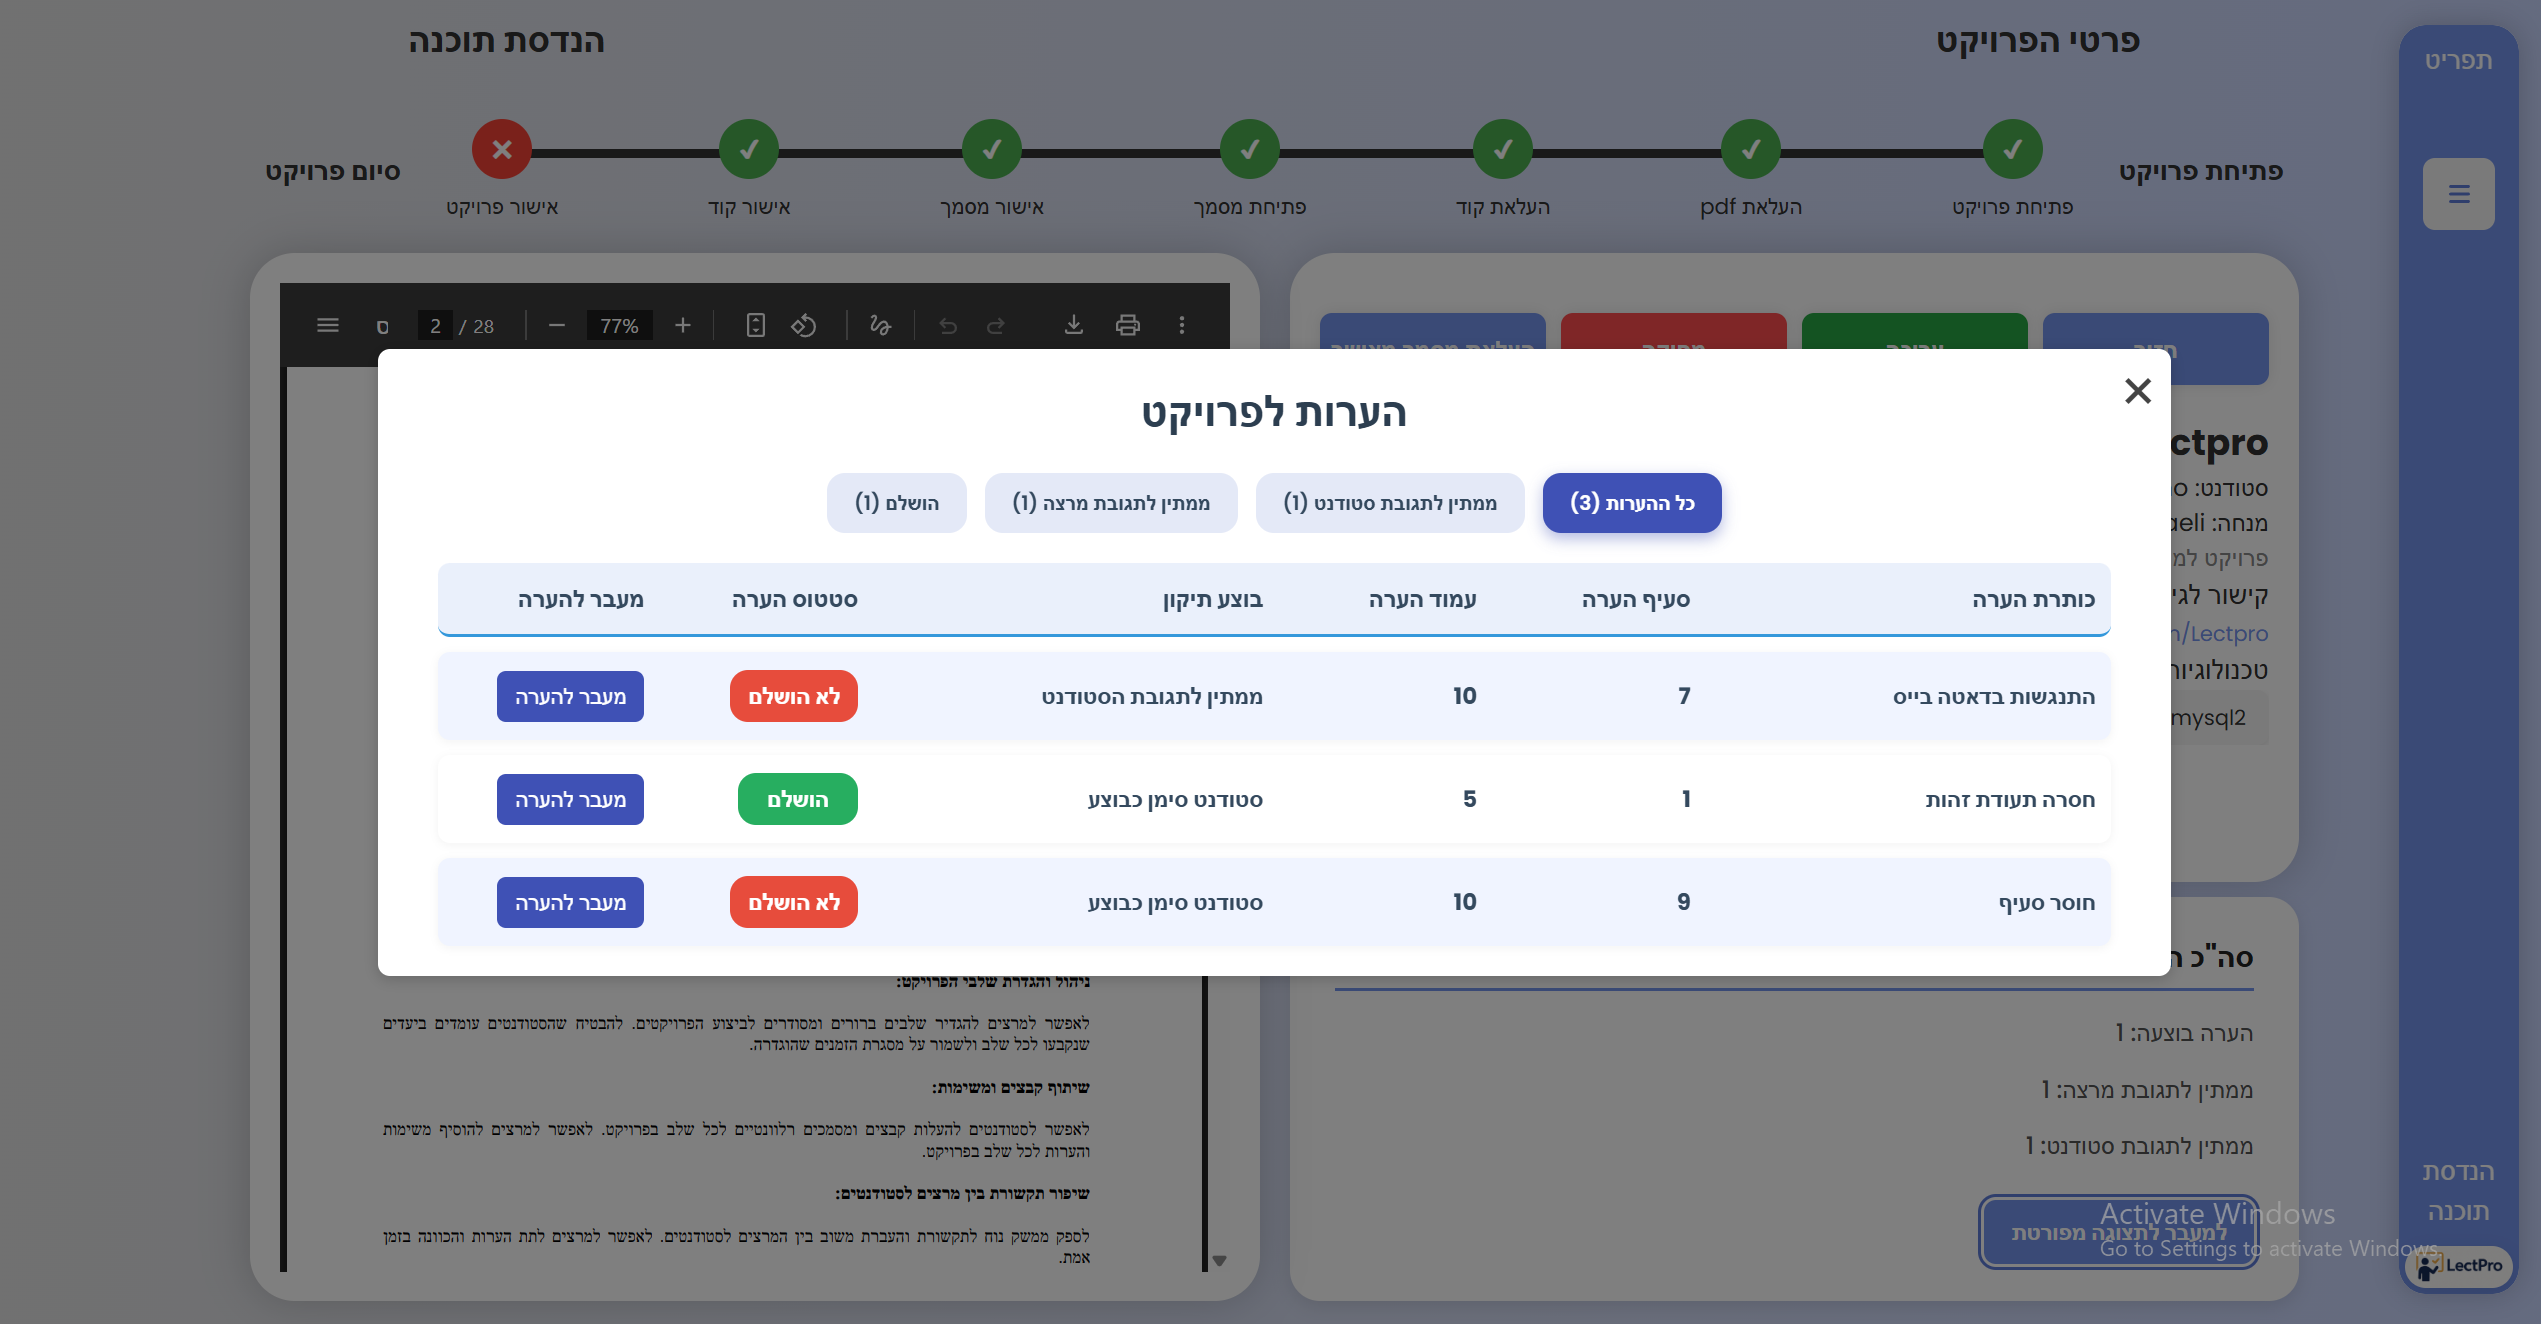 פרטי הפרויקט
הנדסת תוכנה
תפריט
פתיחת פרויקט
סיום פרויקט
פתיחת פרויקט
העלאת pdf
העלאת קוד
פתיחת מסמך
אישור מסמך
אישור קוד
אישור פרויקט
2 / 28
77%
הערות לפרויקט
כל ההערות (3)
ממתין לתגובת סטודנט (1)
ממתין לתגובת מרצה (1)
הושלם (1)
כותרת הערה סעיף הערה עמוד הערה בוצע תיקון סטטוס הערה מעבר להערה
התנגשות בדאטה בייס 7 10 ממתין לתגובת הסטודנט לא הושלם מעבר להערה
חסרה תעודת זהות 1 5 סטודנט סימן כבוצע הושלם מעבר להערה
חוסר סעיף 9 10 סטודנט סימן כבוצע לא הושלם מעבר להערה
ctpro
סטודנט:
מנחה: aeli
פרויקט
קישור
/Lectpro
mysql2
סה"כ
הערה בוצעה: 1
ממתין לתגובת מרצה: 1
ממתין לתגובת סטודנט: 1
למעבר לתצוגה מפורטת
ניהול והגדרת שלבי הפרויקט:
לאפשר למרצים להגדיר שלבים ברורים ומסודרים לביצוע הפרויקטים. להבטיח שהסטודנטים עומדים ביעדים
שנקבעו לכל שלב ולשמור על מסגרת הזמנים שהוגדרה.
שיתוף קבצים ומשימות:
לאפשר לסטודנטים להעלות קבצים ומסמכים רלוונטיים לכל שלב בפרויקט. לאפשר למרצים להוסיף משימות
והערות לכל שלב בפרויקט.
שיפור תקשורת בין מרצים לסטודנטים:
לספק ממשק נוח לתקשורת והעברת משוב בין המרצים לסטודנטים. לאפשר למרצים לתת הערות והכוונה בזמן
אמת.
הנדסת
תוכנה
Activate Windows
Go to Settings to activate Windows.
LectPro